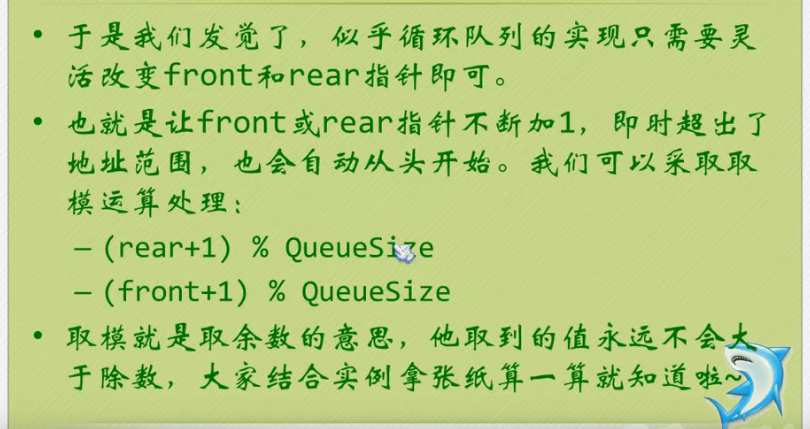 • 于是我们发觉了，似乎循环队列的实现只需要灵
活改变front和rear指针即可。
• 也就是让front或rear指针不断加1，即时超出了
地址范围，也会自动从头开始。我们可以采取取
模运算处理：
– (rear+1) % QueueSize
– (front+1) % QueueSize
• 取模就是取余数的意思，他取到的值永远不会大
于除数，大家结合实例拿张纸算一算就知道啦~